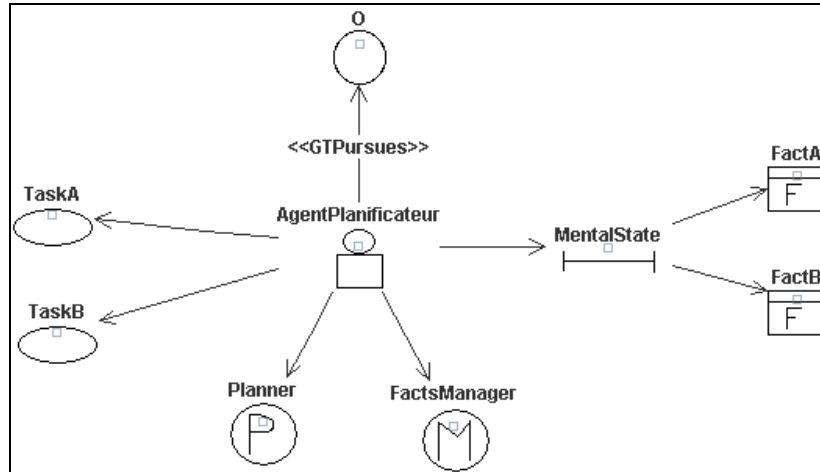 O
<<GTPursues>>
FactA
F
TaskA
AgentPlanificateur
MentalState
FactB
F
TaskB
Planner
P
FactsManager
M